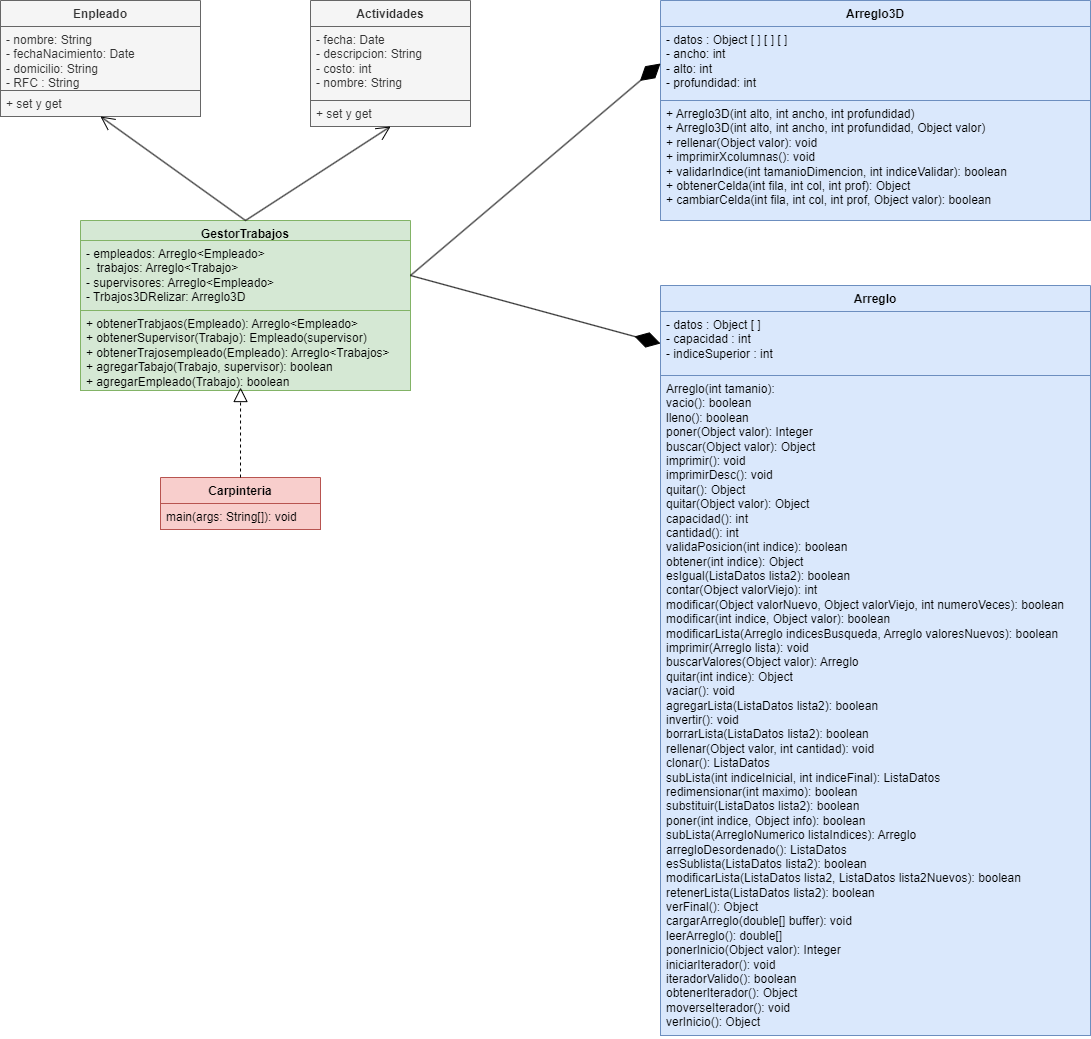 Enpleado
- nombre: String
- fechaNacimiento: Date
- domicilio: String
- RFC : String
+ set y get
Actividades
- fecha: Date
- descripcion: String
- costo: int
- nombre: String
+ set y get
Arreglo3D
- datos : Object [ ] [ ] [ ]
- ancho: int
- alto: int
- profundidad: int
+ Arreglo3D(int alto, int ancho, int profundidad)
+ Arreglo3D(int alto, int ancho, int profundidad, Object valor)
+ rellenar(Object valor): void
+ imprimirXcolumnas(): void
+ validarIndice(int tamanioDimencion, int indiceValidar): boolean
+ obtenerCelda(int fila, int col, int prof): Object
+ cambiarCelda(int fila, int col, int prof, Object valor): boolean
GestorTrabajos
- empleados: Arreglo<Empleado>
- trabajos: Arreglo<Trabajo>
- supervisores: Arreglo<Empleado>
- Trbajos3DRelizar: Arreglo3D
+ obtenerTrabjaos(Empleado): Arreglo<Empleado>
+ obtenerSupervisor(Trabajo): Empleado(supervisor)
+ obtenerTrajosempleado(Empleado): Arreglo<Trabajos>
+ agregarTabajo(Trabajo, supervisor): boolean
+ agregarEmpleado(Trabajo): boolean
Carpinteria
main(args: String[]): void
Arreglo
- datos : Object [ ]
- capacidad : int
- indiceSuperior : int
Arreglo(int tamanio):
vacio(): boolean
lleno(): boolean
poner(Object valor): Integer
buscar(Object valor): Object
imprimir(): void
imprimirDesc(): void
quitar(): Object
quitar(Object valor): Object
capacidad(): int
cantidad(): int
validaPosicion(int indice): boolean
obtener(int indice): Object
esIgual(ListaDatos lista2): boolean
contar(Object valorViejo): int
modificar(Object valorNuevo, Object valorViejo, int numeroVeces): boolean
modificar(int indice, Object valor): boolean
modificarLista(Arreglo indicesBusqueda, Arreglo valoresNuevos): boolean
imprimir(Arreglo lista): void
buscarValores(Object valor): Arreglo
quitar(int indice): Object
vaciar(): void
agregarLista(ListaDatos lista2): boolean
invertir(): void
borrarLista(ListaDatos lista2): boolean
rellenar(Object valor, int cantidad): void
clonar(): ListaDatos
subLista(int indiceInicial, int indiceFinal): ListaDatos
redimensionar(int maximo): boolean
substituir(ListaDatos lista2): boolean
poner(int indice, Object info): boolean
subLista(ArregloNumerico listaIndices): Arreglo
arregloDesordenado(): ListaDatos
esSublista(ListaDatos lista2): boolean
modificarLista(ListaDatos lista2, ListaDatos lista2Nuevos): boolean
retenerLista(ListaDatos lista2): boolean
verFinal(): Object
cargarArreglo(double[] buffer): void
leerArreglo(): double[]
ponerInicio(Object valor): Integer
iniciarIterador(): void
iteradorValido(): boolean
obtenerIterador(): Object
moverseIterador(): void
verInicio(): Object